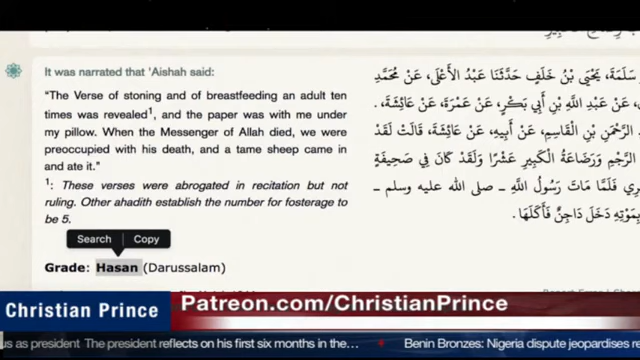 It was narrated that 'Aishah said:
"The Verse of stoning and of breastfeeding an adult ten
times was revealed¹, and the paper was with me under
my pillow. When the Messenger of Allah died, we were
preoccupied with his death, and a tame sheep came in
and ate it."
¹: These verses were abrogated in recitation but not
ruling. Other ahadith establish the number for fosterage to
be 5.
Search Copy
Grade: Hasan (Darussalam)
سَلَمَةَ، يَحْيَى بْنُ خَلَفٍ حَدَّثَنَا عَبْدُ الأَعْلَى، عَنْ مُحَمَّدِ
عَنْ عَبْدِ اللَّهِ بْنِ أَبِي بَكْرٍ، عَنْ عَمْرَةَ، عَنْ عَائِشَةَ،
الرَّحْمَنِ بْنِ الْقَاسِمِ، عَنْ أَبِيهِ، عَنْ عَائِشَةَ، قَالَتْ لَقَدْ
الرَّجْمِ وَرَضَاعَةُ الْكَبِيرِ عَشْرًا وَلَقَدْ كَانَ فِي صَحِيفَةٍ
فَلَمَّا مَاتَ رَسُولُ اللَّهِ ـ صلى الله عليه وسلم ـ
بِمَوْتِهِ دَخَلَ دَاجِنٌ فَأَكَلَهَا .
Christian Prince
Patreon.com/ChristianPrince
us as president The president reflects on his first six months in the... Benin Bronzes: Nigeria dispute jeopardises re